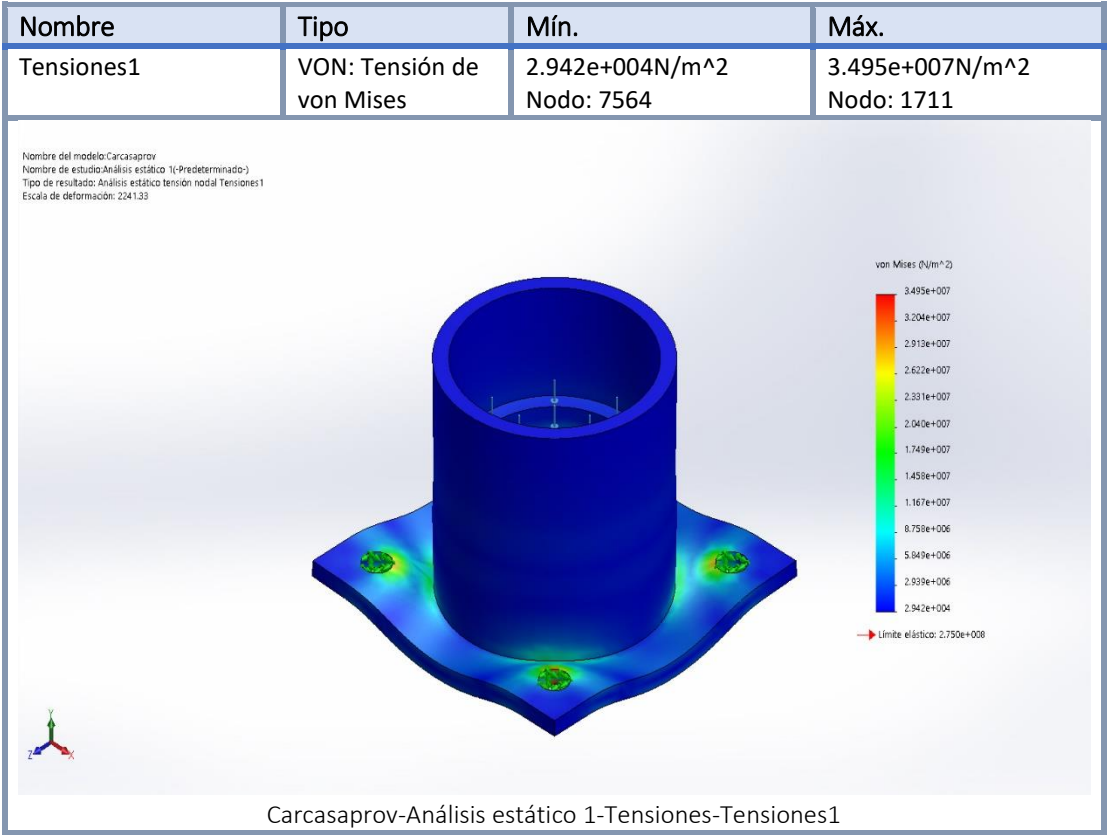 Nombre Tipo Mín. Máx.
Tensiones1 VON: Tensión de von Mises 2.942e+004N/m^2 Nodo: 7564 3.495e+007N/m^2 Nodo: 1711
Nombre del modelo:Carcasaprov
Nombre de estudio:Análisis estático 1(-Predeterminado-)
Tipo de resultado: Análisis estático tensión nodal Tensiones1
Escala de deformación: 2241.33
von Mises (N/m^2)
3.495e+007
3.204e+007
2.913e+007
2.622e+007
2.331e+007
2.040e+007
1.749e+007
1.458e+007
1.167e+007
8.758e+006
5.849e+006
2.939e+006
2.942e+004
Límite elástico: 2.750e+008
Y
Z X
Carcasaprov-Análisis estático 1-Tensiones-Tensiones1